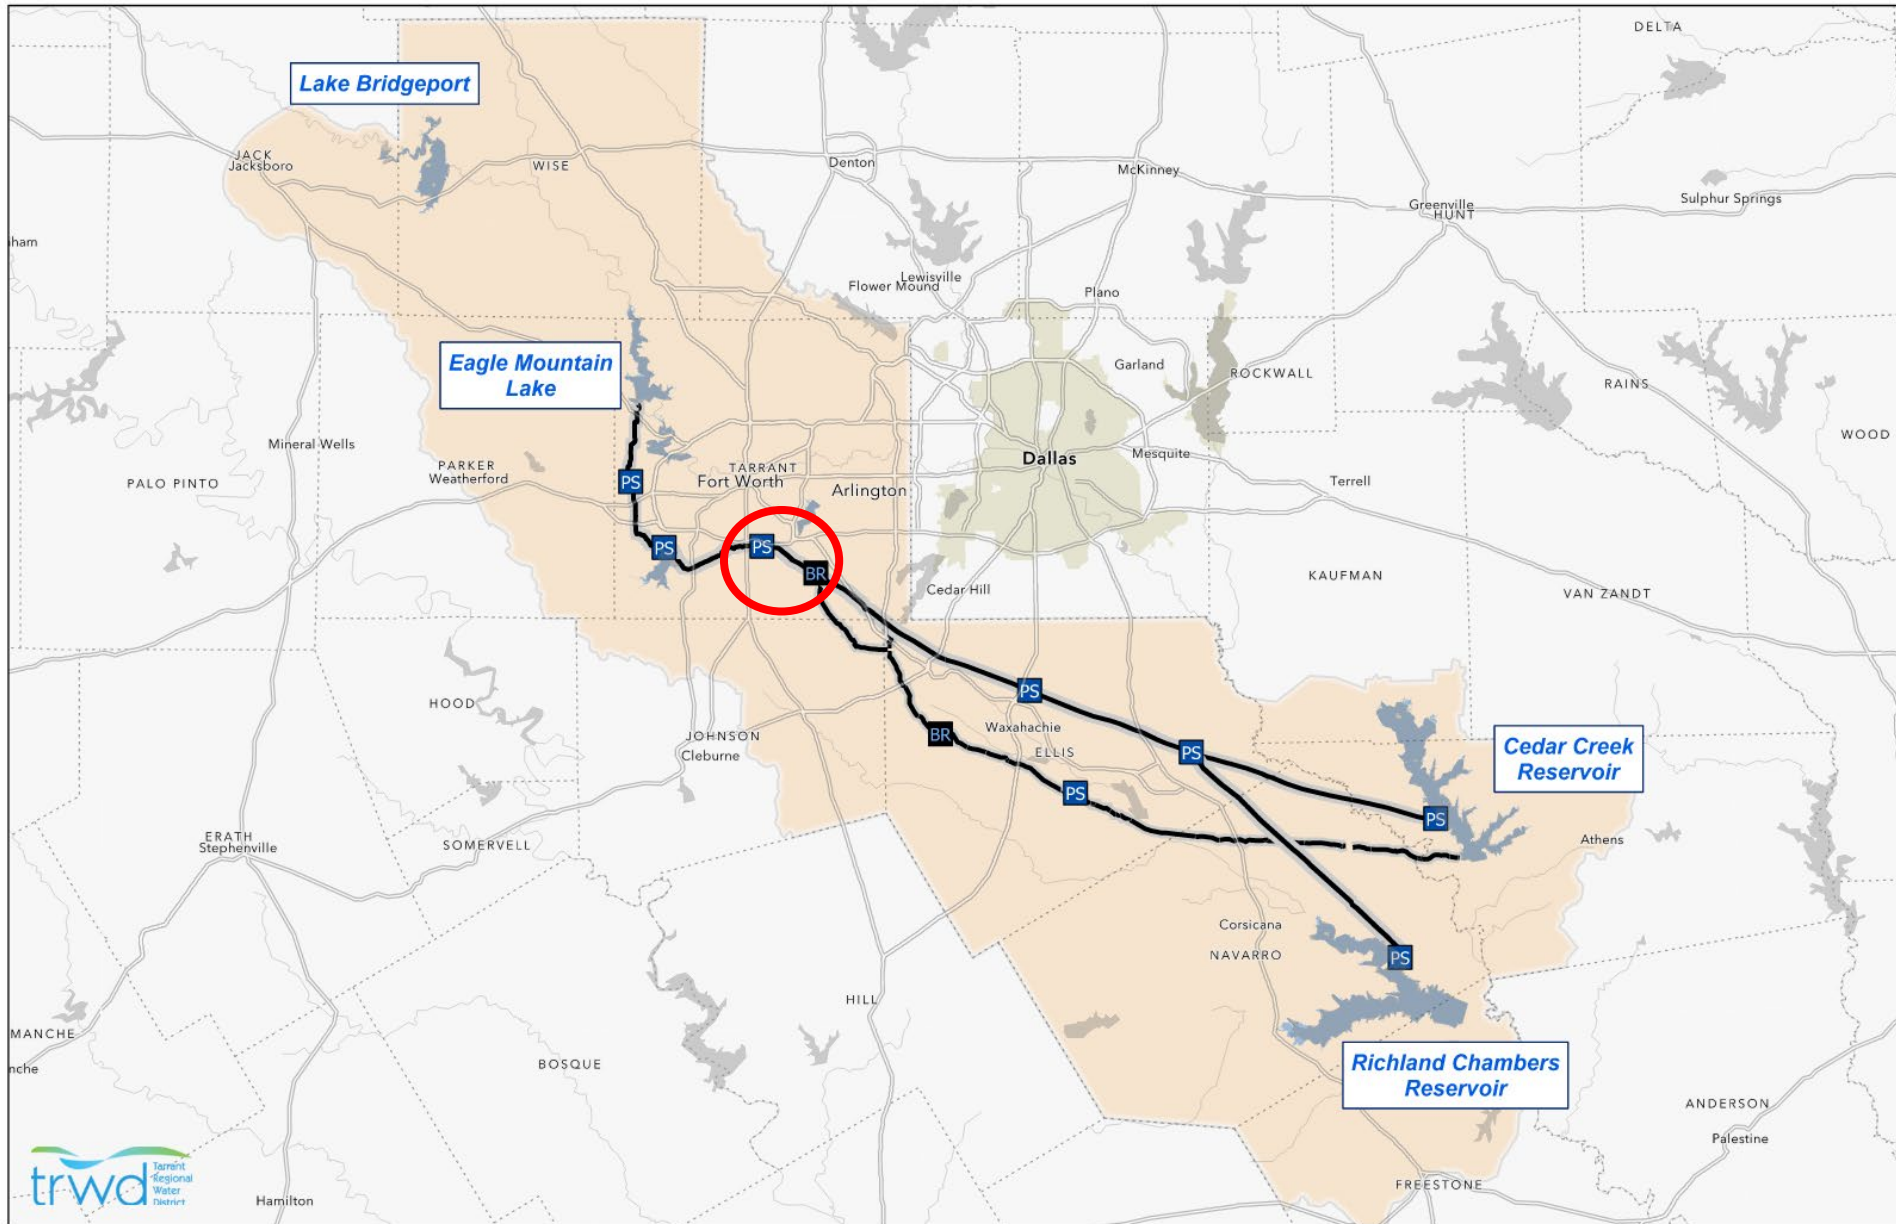 DELTA
Lake Bridgeport
JACK
Jacksboro
WISE
Denton
McKinney
Greenville
HUNT
Sulphur Springs
Lewisville
Flower Mound
Plano
Eagle Mountain
Lake
Garland
ROCKWALL
RAINS
Mineral Wells
PARKER
Weatherford
TARRANT
Fort Worth
Arlington
Dallas
Mesquite
WOOD
PALO PINTO
PS
Terrell
PS
PS
BR
Cedar Hill
KAUFMAN
VAN ZANDT
HOOD
PS
JOHNSON
Cleburne
BR
Waxahachie
ELLIS
PS
Cedar Creek
Reservoir
PS
PS
ERATH
Stephenville
SOMERVELL
Athens
Corsicana
NAVARRO
PS
HILL
MANCHE
nche
BOSQUE
Richland Chambers
Reservoir
ANDERSON
Palestine
trwd
Tarrant
Regional
Water
District
Hamilton
FREESTONE